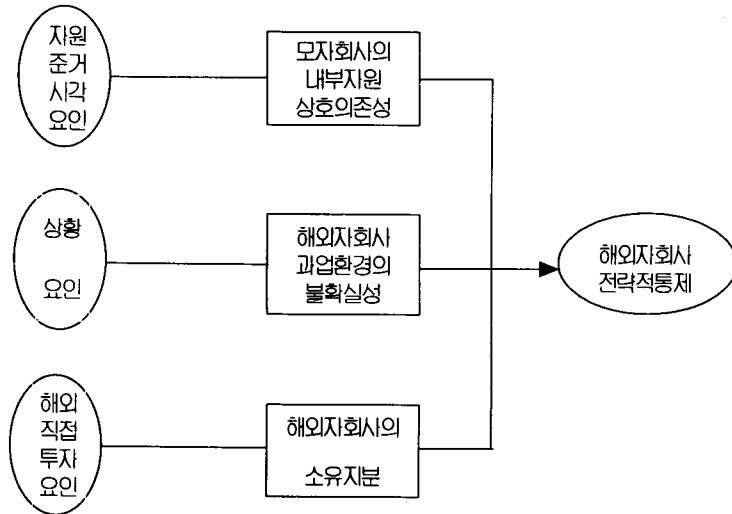 자원
준거
시각
요인
모자회사의
내부자원
상호의존성
상황
요인
해외자회사
과업환경의
불확실성
해외자회사
전략적통제
해외
직접
투자
요인
해외자회사의
소유지분